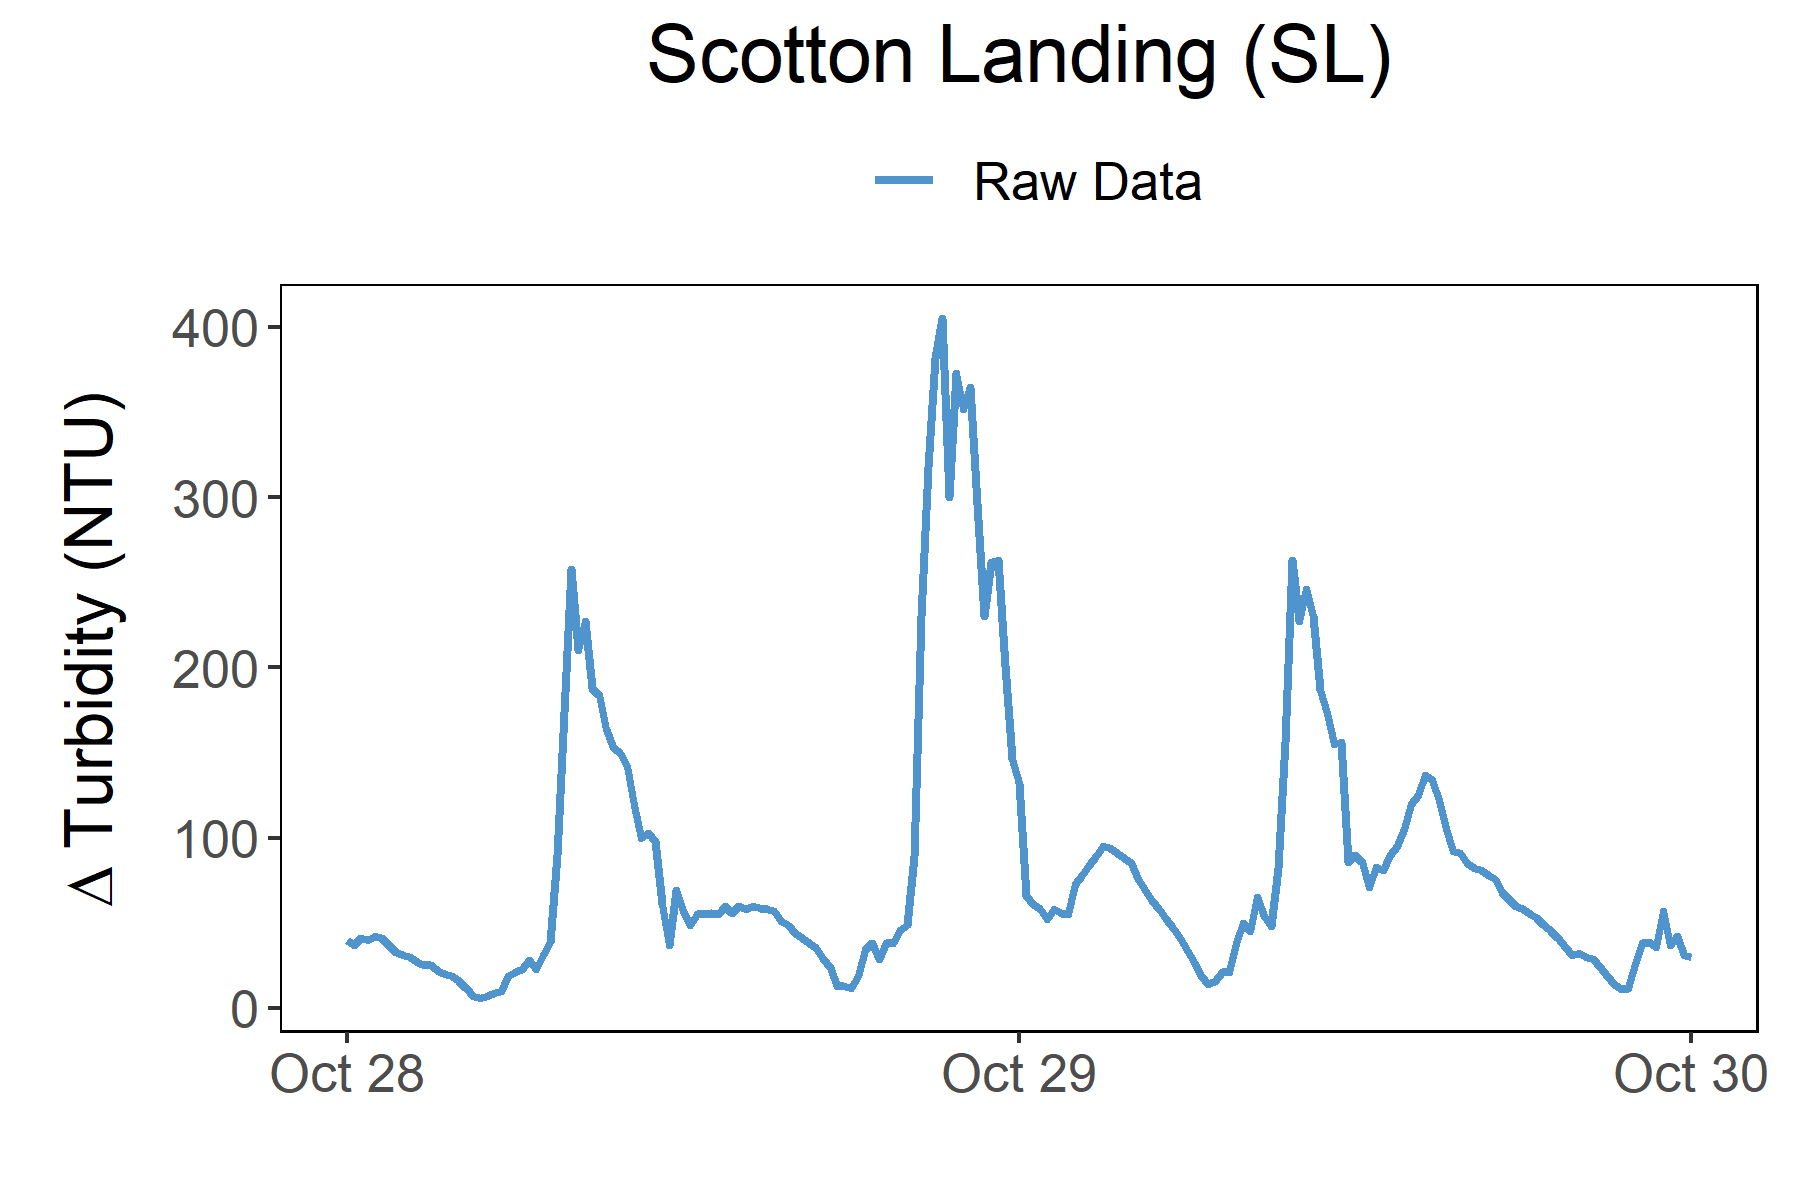 Scotton Landing (SL)
Raw Data
Δ Turbidity (NTU)
400
300
200
100
0
Oct 28
Oct 29
Oct 30